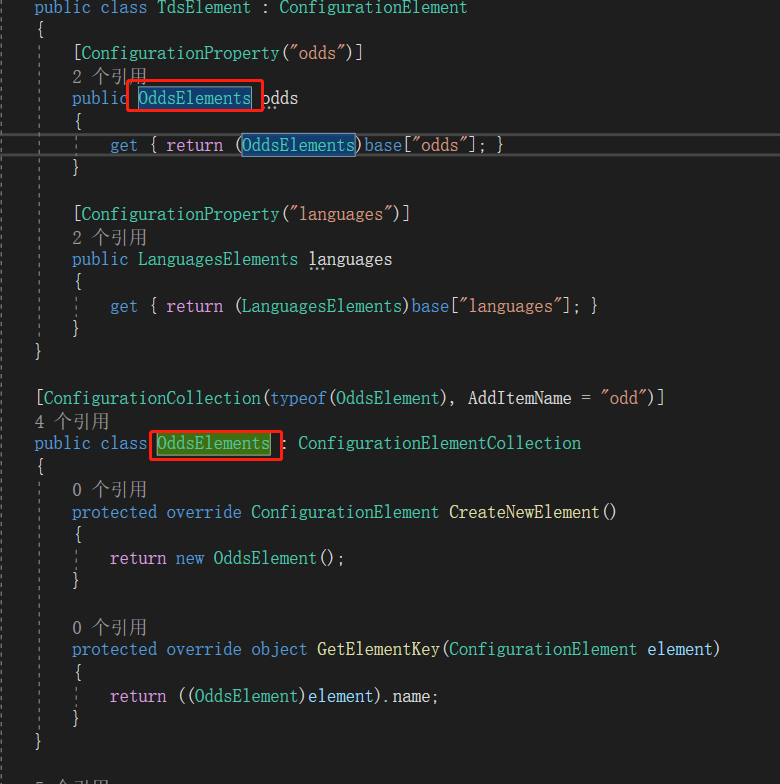 public class TdsElement : ConfigurationElement
{
[ConfigurationProperty("odds")]
2 个引用
public OddsElements odds
{
get { return (OddsElements)base["odds"]; }
}
[ConfigurationProperty("languages")]
2 个引用
public LanguagesElements languages
{
get { return (LanguagesElements)base["languages"]; }
}
}
[ConfigurationCollection(typeof(OddsElement), AddItemName = "odd")]
4 个引用
public class OddsElements : ConfigurationElementCollection
{
0 个引用
protected override ConfigurationElement CreateNewElement()
{
return new OddsElement();
}
0 个引用
protected override object GetElementKey(ConfigurationElement element)
{
return ((OddsElement)element).name;
}
}